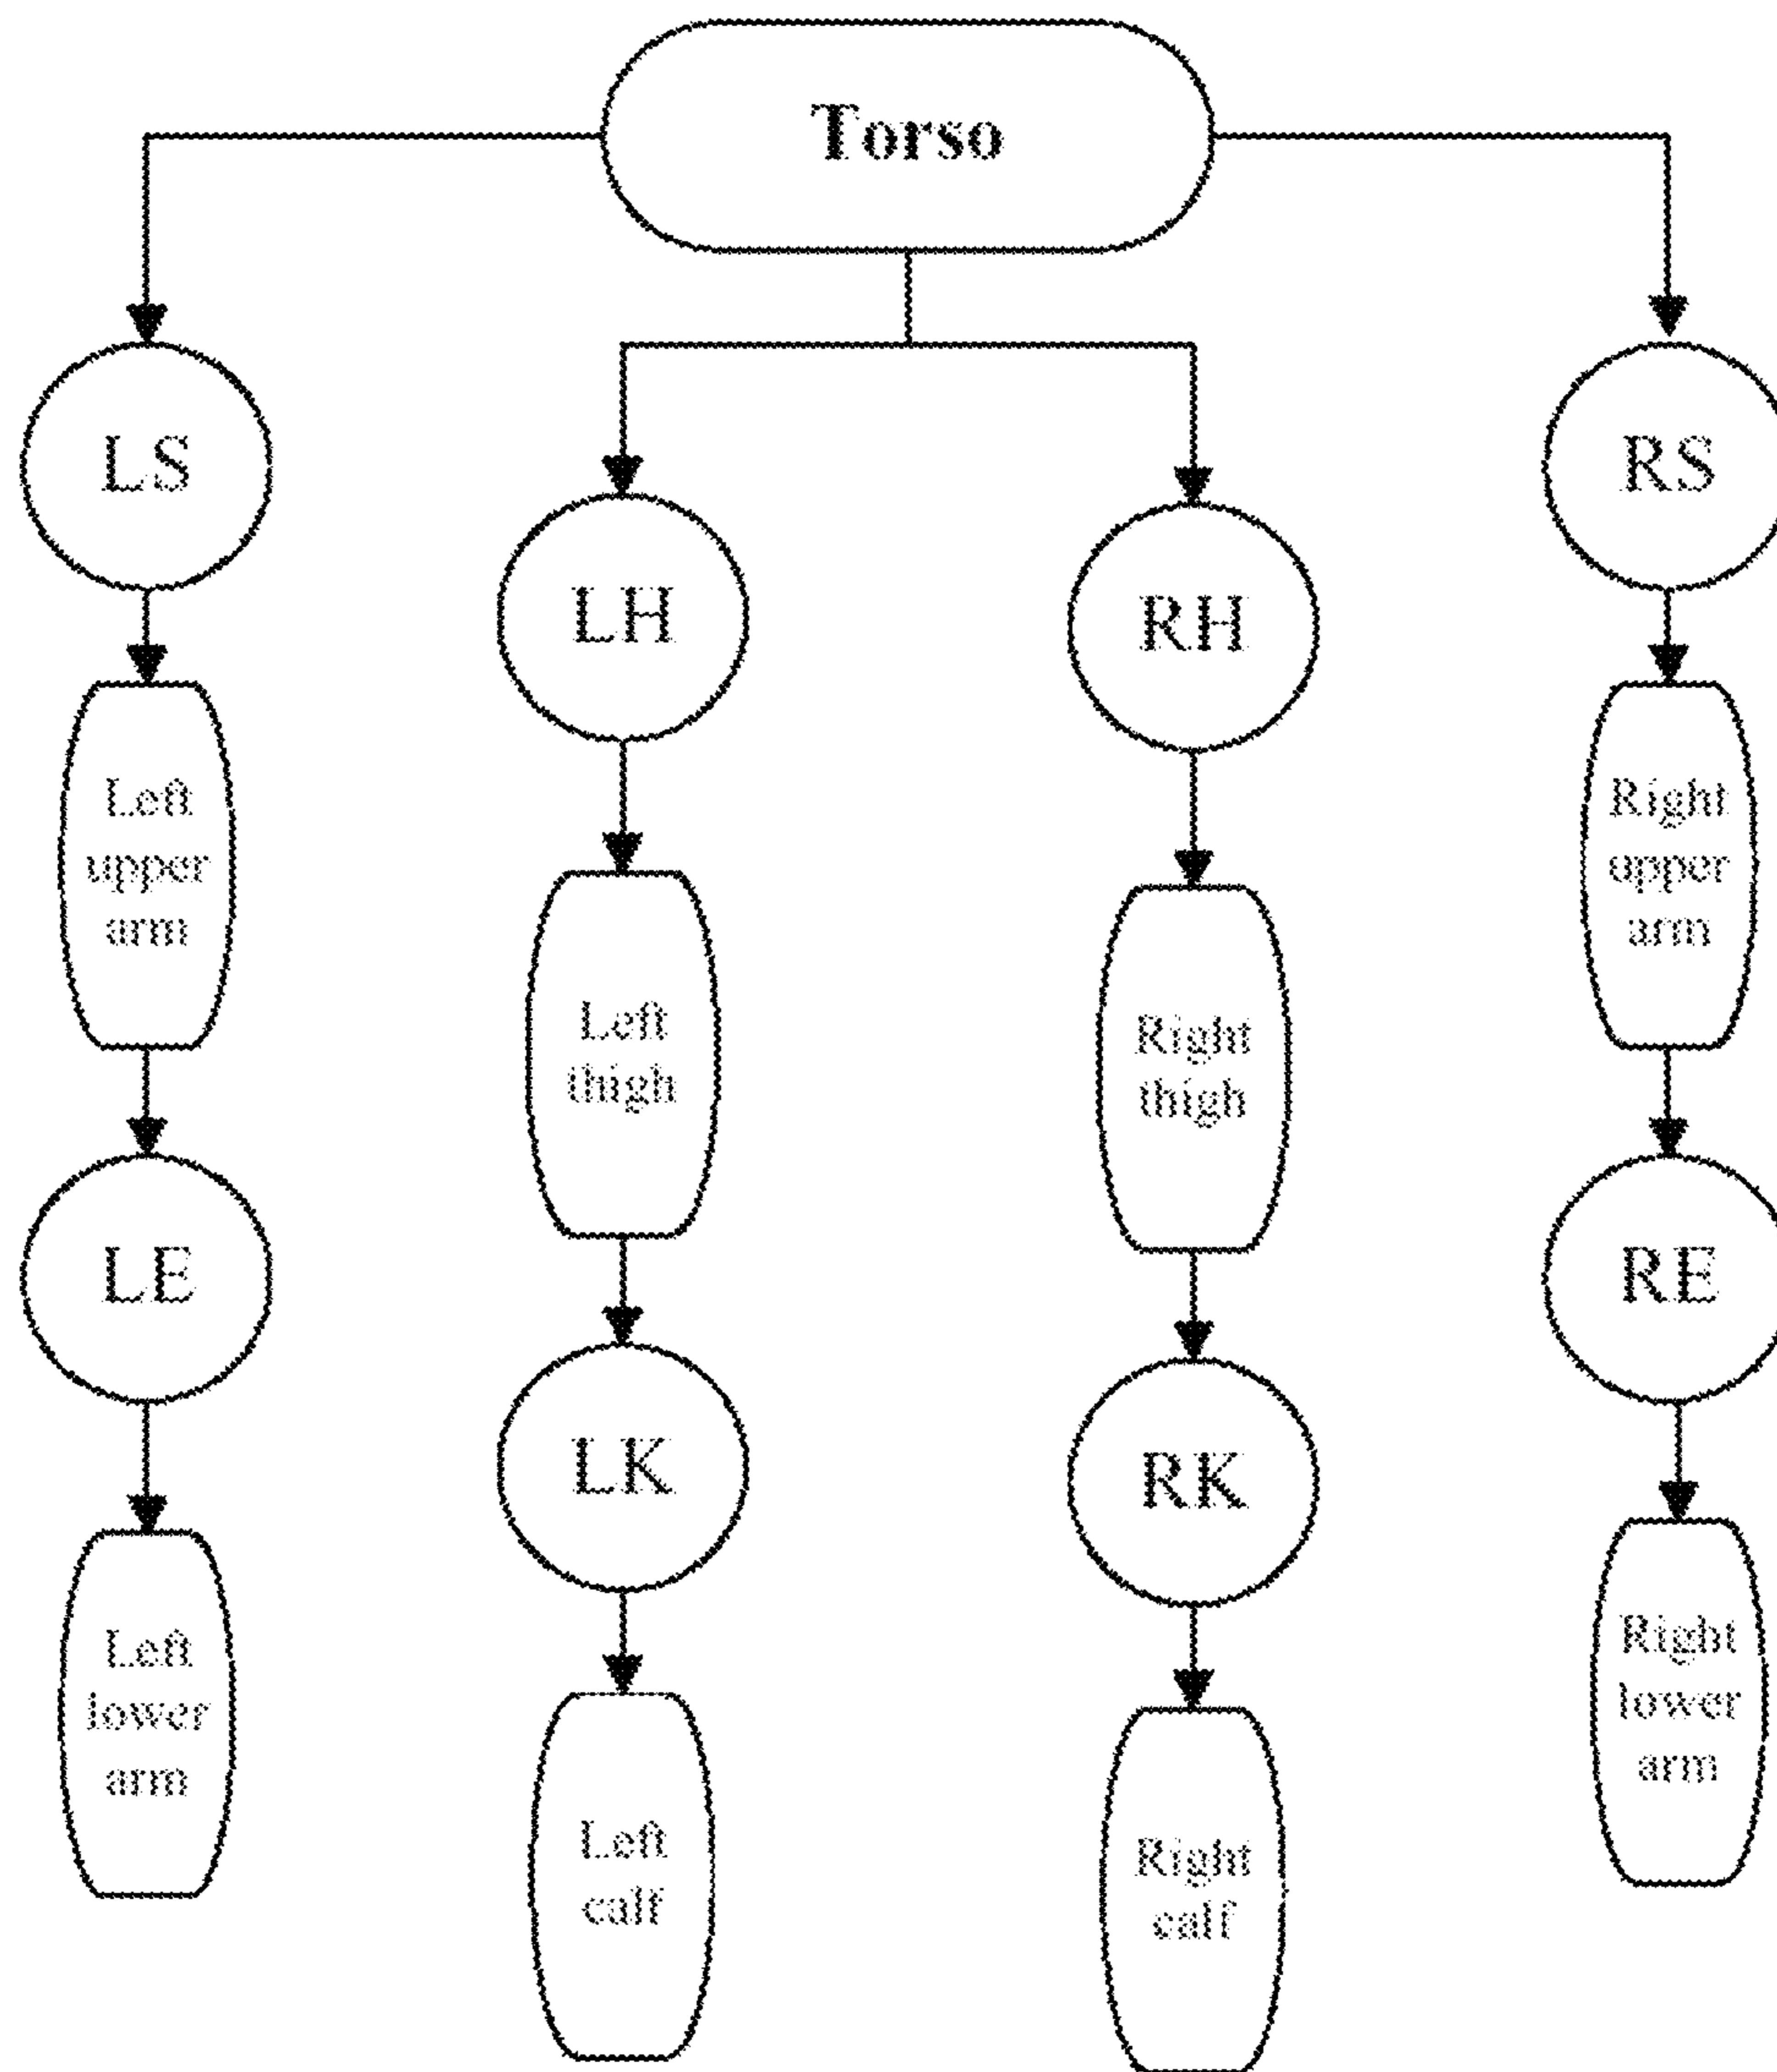 Torso
LS
RS
LH
RH
Left
upper
arm
Right
upper
arm
Left
thigh
Right
thigh
LE
RE
LK
RK
Left
lower
arm
Right
lower
arm
Left
calf
Right
calf